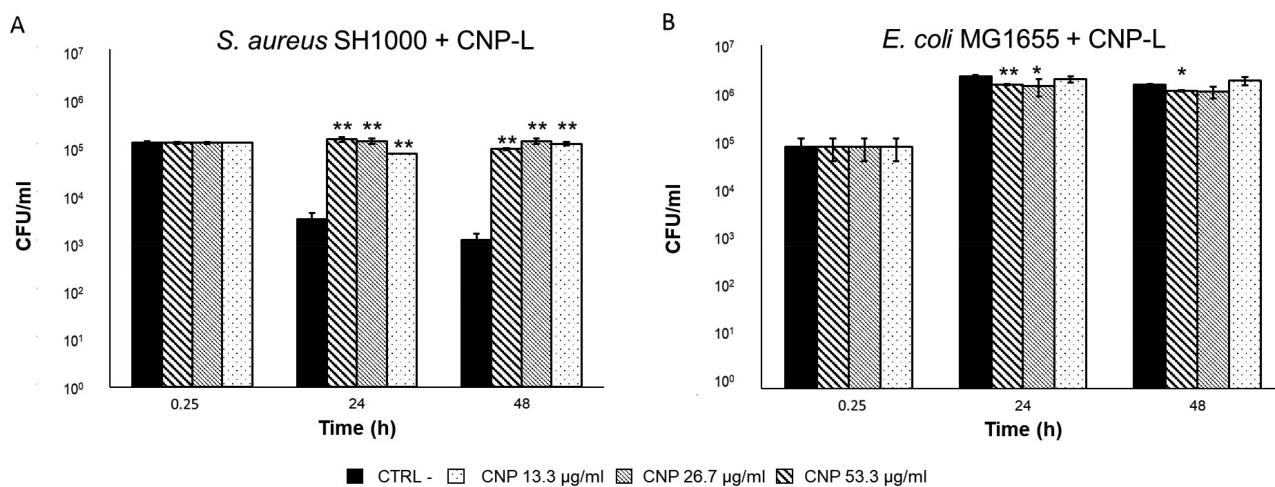 A
S. aureus SH1000 + CNP-L
CFU/ml
10⁷
10⁶
10⁵
10⁴
10³
10²
10¹
10⁰
** ** **
** ** **
0.25 24 48
Time (h)
B
E. coli MG1655 + CNP-L
CFU/ml
10⁷
10⁶
10⁵
10⁴
10³
10²
10¹
10⁰
** *
*
0.25 24 48
Time (h)
CTRL - CNP 13.3 µg/ml CNP 26.7 µg/ml CNP 53.3 µg/ml